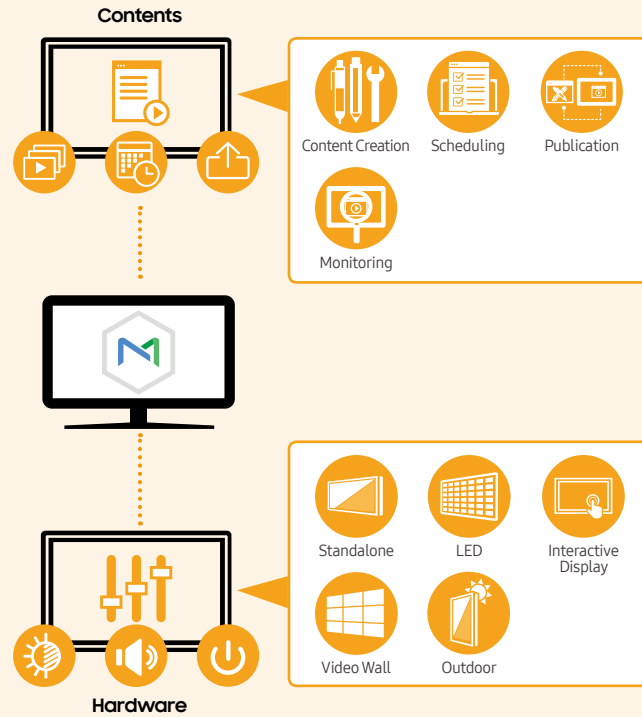 Contents
Content Creation
Scheduling
Publication
Monitoring
Standalone
LED
Interactive
Display
Video Wall
Outdoor
Hardware